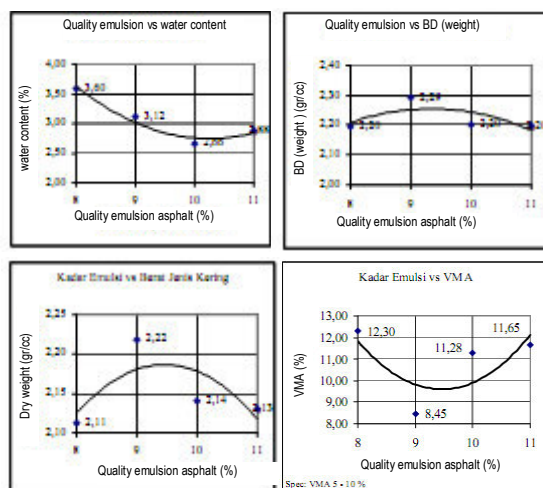 Quality emulsion vs water content
water content (%)
4,00
3,50
3,00
2,50
2,00
3,60
3,12
2,66
8 9 10 11
Quality emulsion asphalt (%)
Quality emulsion vs BD (weight)
BD (weight ) (gr/cc)
2,40
2,30
2,20
2,10
2,00
2,20
2,29
2,20
8 9 10 11
Quality emulsion asphalt (%)
Kadar Emulsi vs Berat Jenis Kering
Dry weight (gr/cc)
2,25
2,20
2,15
2,10
2,11
2,22
2,14
2,13
8 9 10 11
Quality emulsion asphalt (%)
Kadar Emulsi vs VMA
VMA (%)
13,00
12,00
11,00
10,00
9,00
8,00
12,30
8,45
11,28
11,65
8 9 10 11
Quality emulsion asphalt (%)
Spec: VMA 5 - 10 %